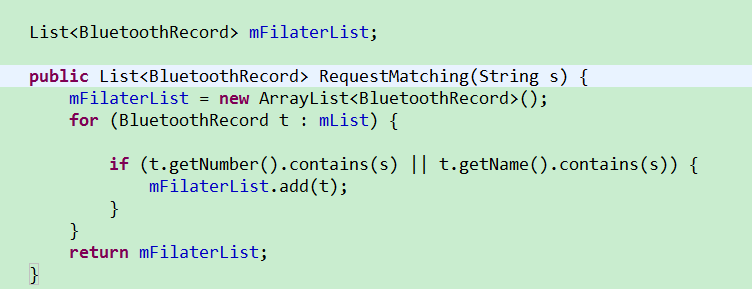 List<BluetoothRecord> mFilaterList;
public List<BluetoothRecord> RequestMatching(String s) {
mFilaterList = new ArrayList<BluetoothRecord>();
for (BluetoothRecord t : mList) {
if (t.getNumber().contains(s) || t.getName().contains(s)) {
mFilaterList.add(t);
}
}
return mFilaterList;
}